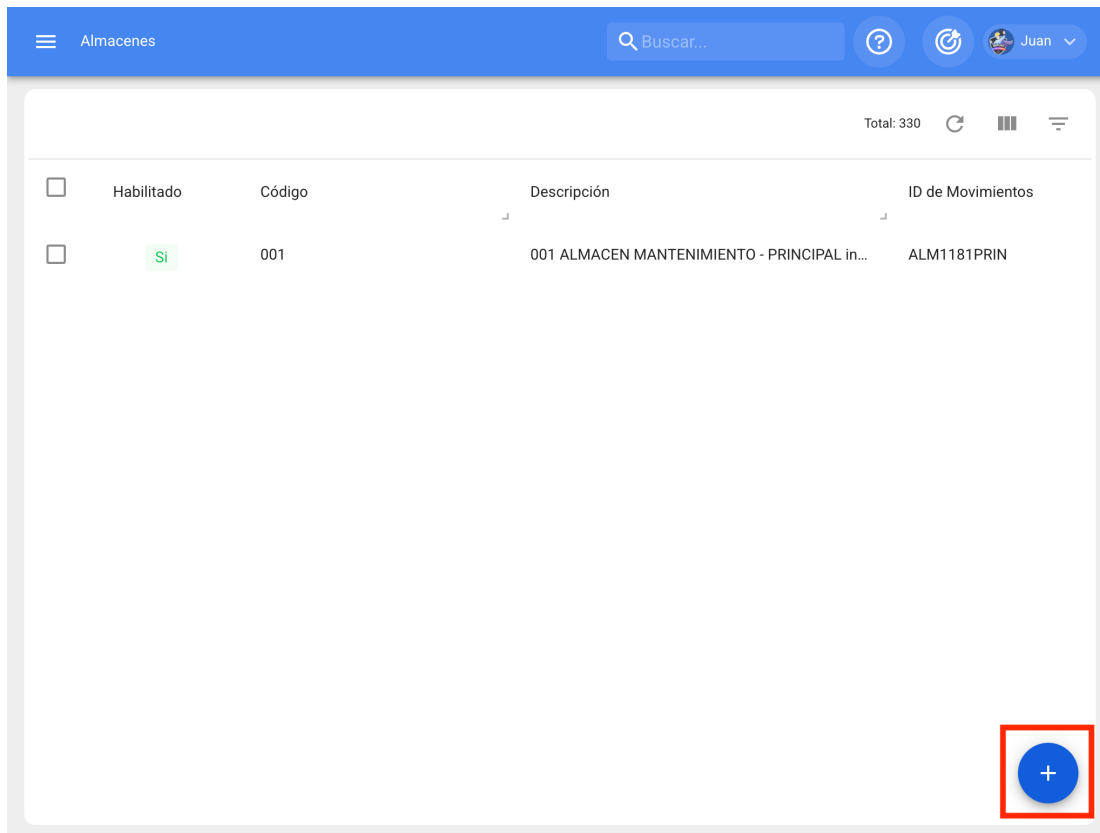 Almacenes
Buscar...
Juan
Total: 330
Habilitado Código Descripción ID de Movimientos
Si 001 001 ALMACEN MANTENIMIENTO - PRINCIPAL in... ALM1181PRIN